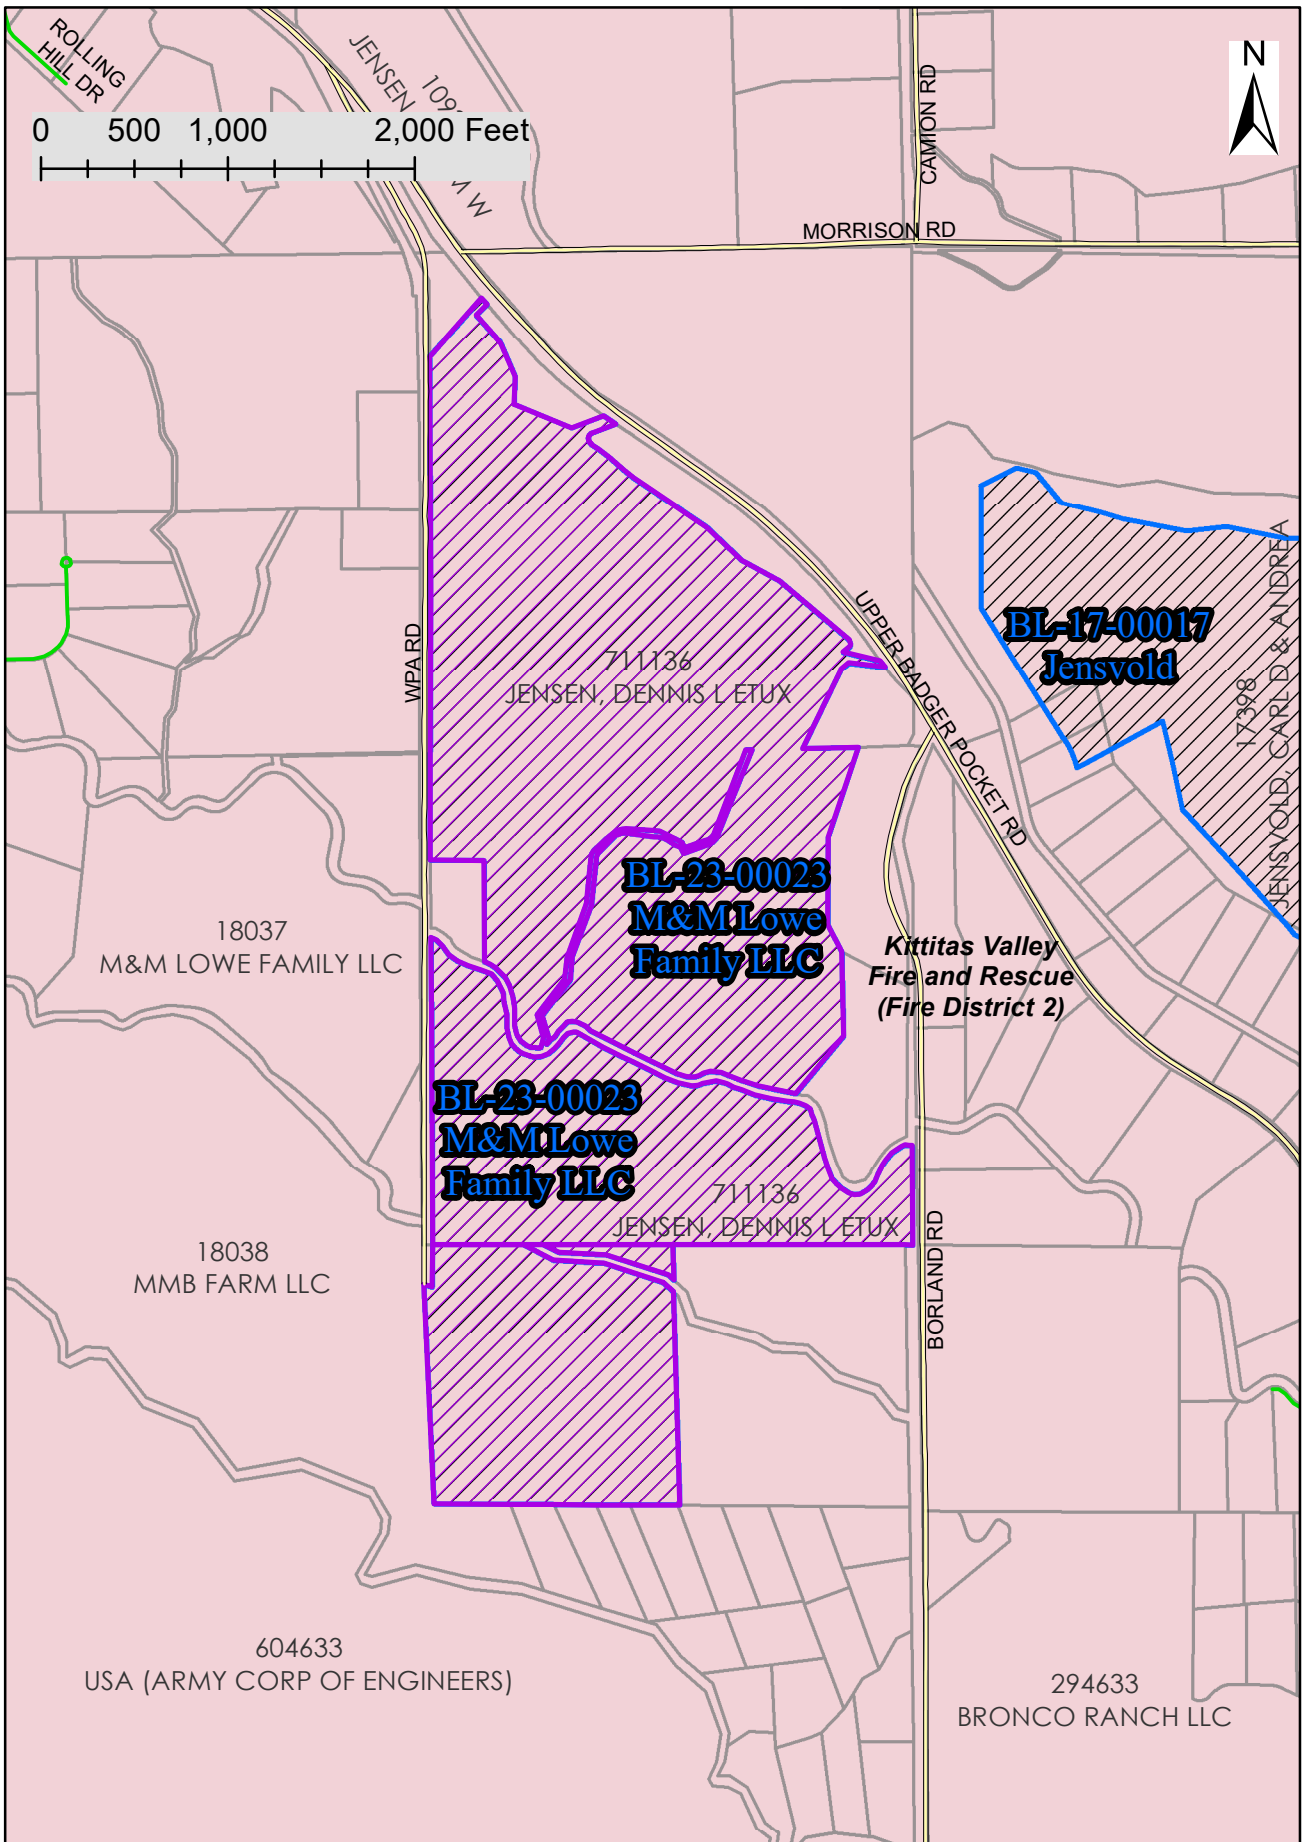 ROLLING
HILL DR
JENSEN
109
M W
N
0 500 1,000 2,000 Feet
CAMION RD
MORRISON RD
UPPER BADGER POCKET RD
WPA RD
711136
JENSEN, DENNIS L ETUX
BL-17-00017
Jensvold
17398
JENSVOLD, CARL D & ANDREA
BL-23-00023
M&M Lowe
Family LLC
18037
M&M LOWE FAMILY LLC
Kittitas Valley
Fire and Rescue
(Fire District 2)
BL-23-00023
M&M Lowe
Family LLC
711136
JENSEN, DENNIS L ETUX
BORLAND RD
18038
MMB FARM LLC
604633
USA (ARMY CORP OF ENGINEERS)
294633
BRONCO RANCH LLC